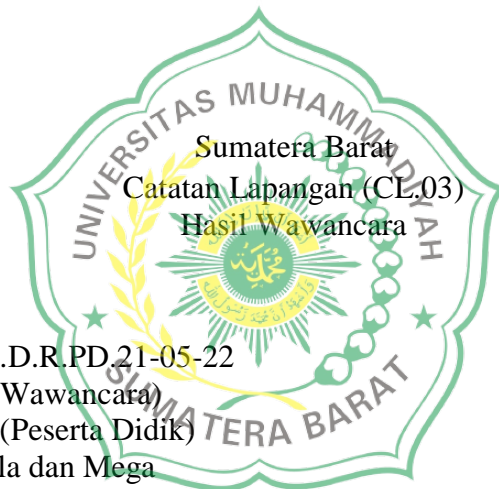 UNIVERSITAS MUHAMMADIYAH
SUMATERA BARAT
Sumatera Barat
Catatan Lapangan (CL.03)
Hasil Wawancara
محمدية
.D.R.PD.21-05-22
Wawancara)
(Peserta Didik)
la dan Mega